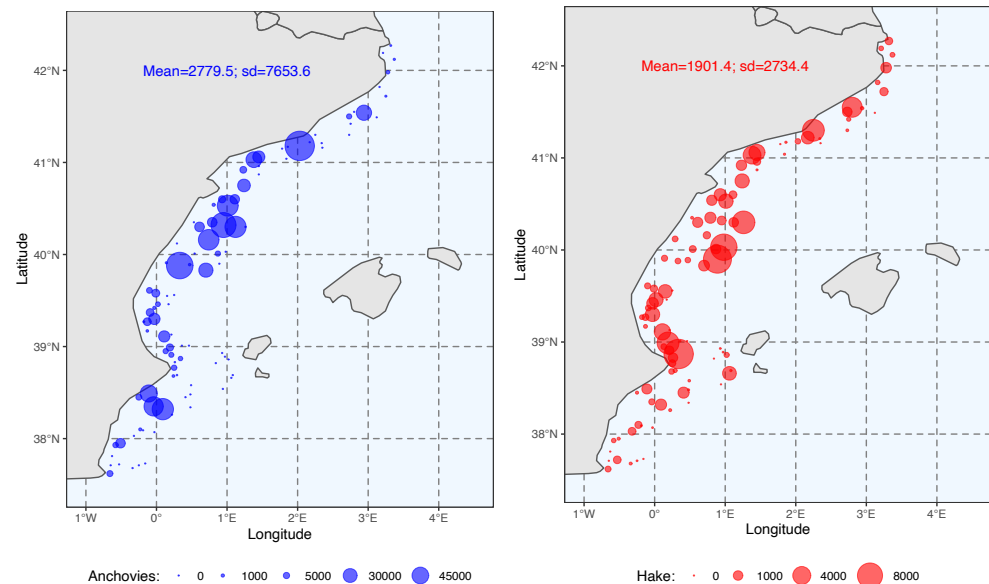 Mean=2779.5; sd=7653.6
42°N
41°N
40°N
39°N
38°N
Latitude
1°W 0° 1°E 2°E 3°E 4°E
Longitude
Anchovies: 0 1000 5000 30000 45000
Mean=1901.4; sd=2734.4
42°N
41°N
40°N
39°N
38°N
Latitude
1°W 0° 1°E 2°E 3°E 4°E
Longitude
Hake: 0 1000 4000 8000